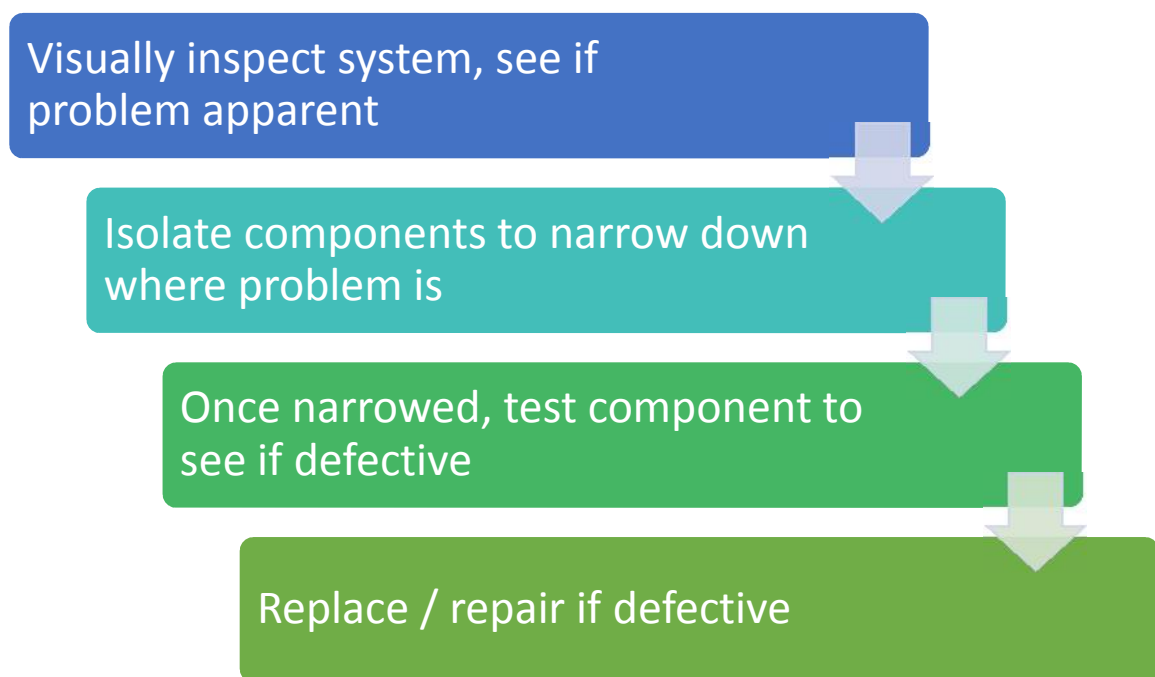 Visually inspect system, see if
problem apparent
Isolate components to narrow down
where problem is
Once narrowed, test component to
see if defective
Replace / repair if defective